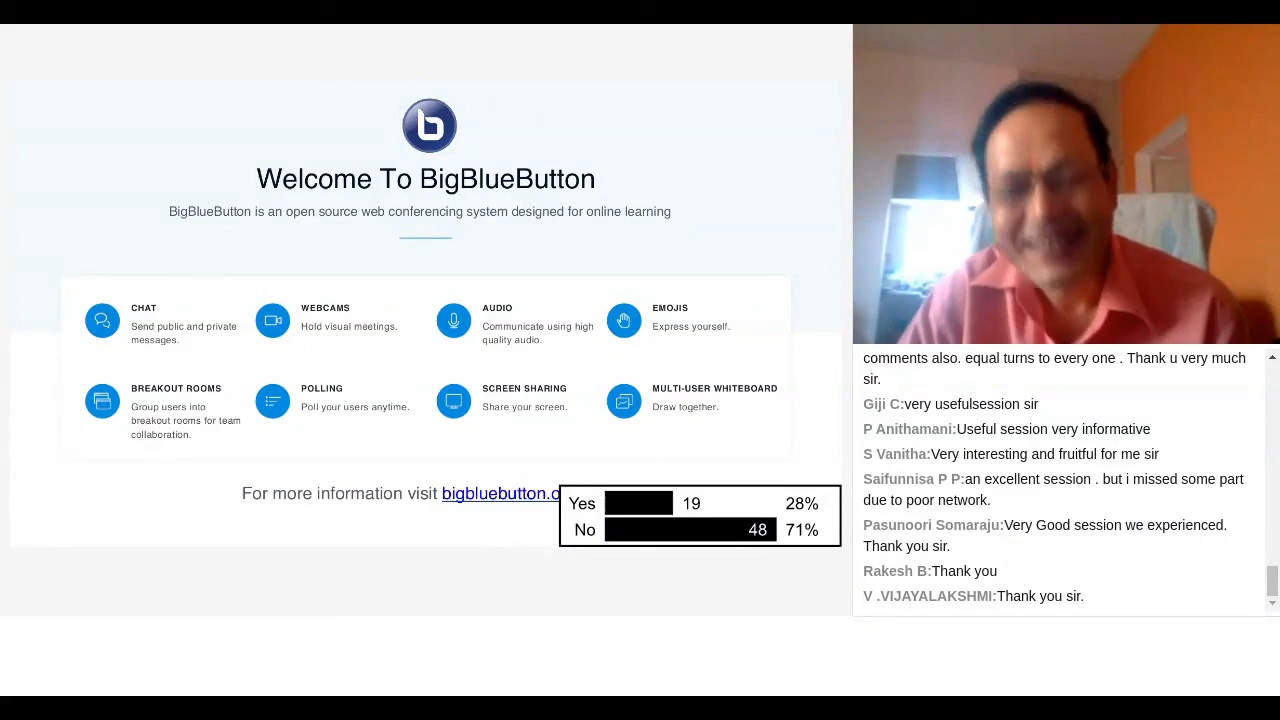 Welcome To BigBlueButton
BigBlueButton is an open source web conferencing system designed for online learning
CHAT
Send public and private
messages.
WEBCAMS
Hold visual meetings.
AUDIO
Communicate using high
quality audio.
EMOJIS
Express yourself.
BREAKOUT ROOMS
Group users into
breakout rooms for team
collaboration.
POLLING
Poll your users anytime.
SCREEN SHARING
Share your screen.
MULTI-USER WHITEBOARD
Draw together.
For more information visit bigbluebutton.o
Yes 19 28%
No 48 71%
comments also. equal turns to every one . Thank u very much
sir.
Giji C:very usefulsession sir
P Anithamani:Useful session very informative
S Vanitha:Very interesting and fruitful for me sir
Saifunnisa P P:an excellent session . but i missed some part
due to poor network.
Pasunoori Somaraju:Very Good session we experienced.
Thank you sir.
Rakesh B:Thank you
V .VIJAYALAKSHMI:Thank you sir.